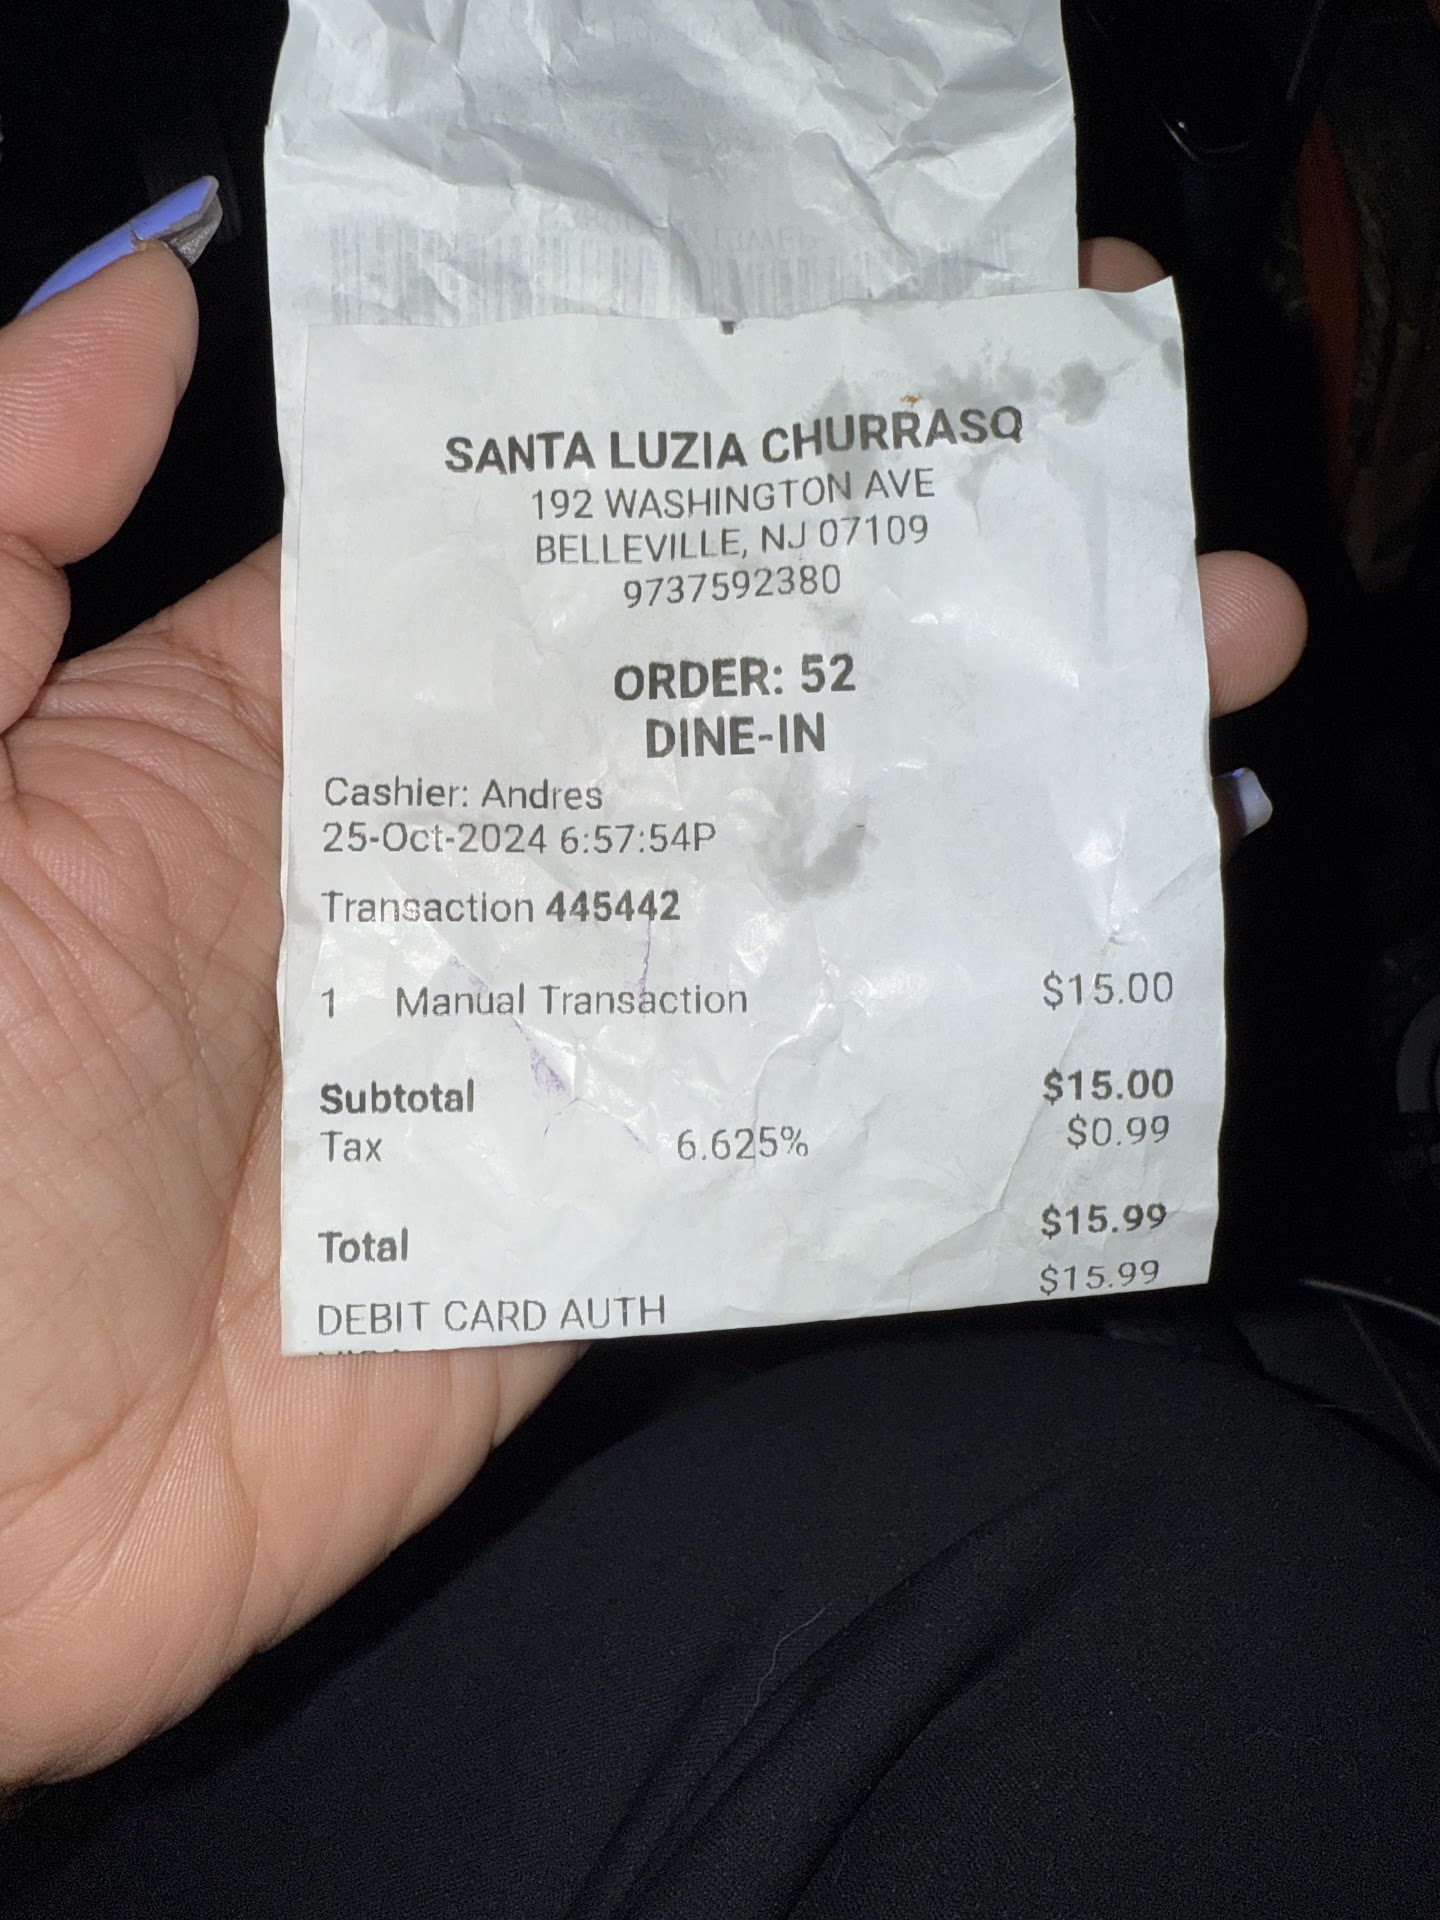 SANTA LUZIA CHURRASQ
192 WASHINGTON AVE
BELLEVILLE, NJ 07109
9737592380
ORDER: 52
DINE-IN
Cashier: Andres
25-Oct-2024 6:57:54P
Transaction 445442
1 Manual Transaction $15.00
Subtotal $15.00
Tax 6.625% $0.99
Total $15.99
DEBIT CARD AUTH $15.99